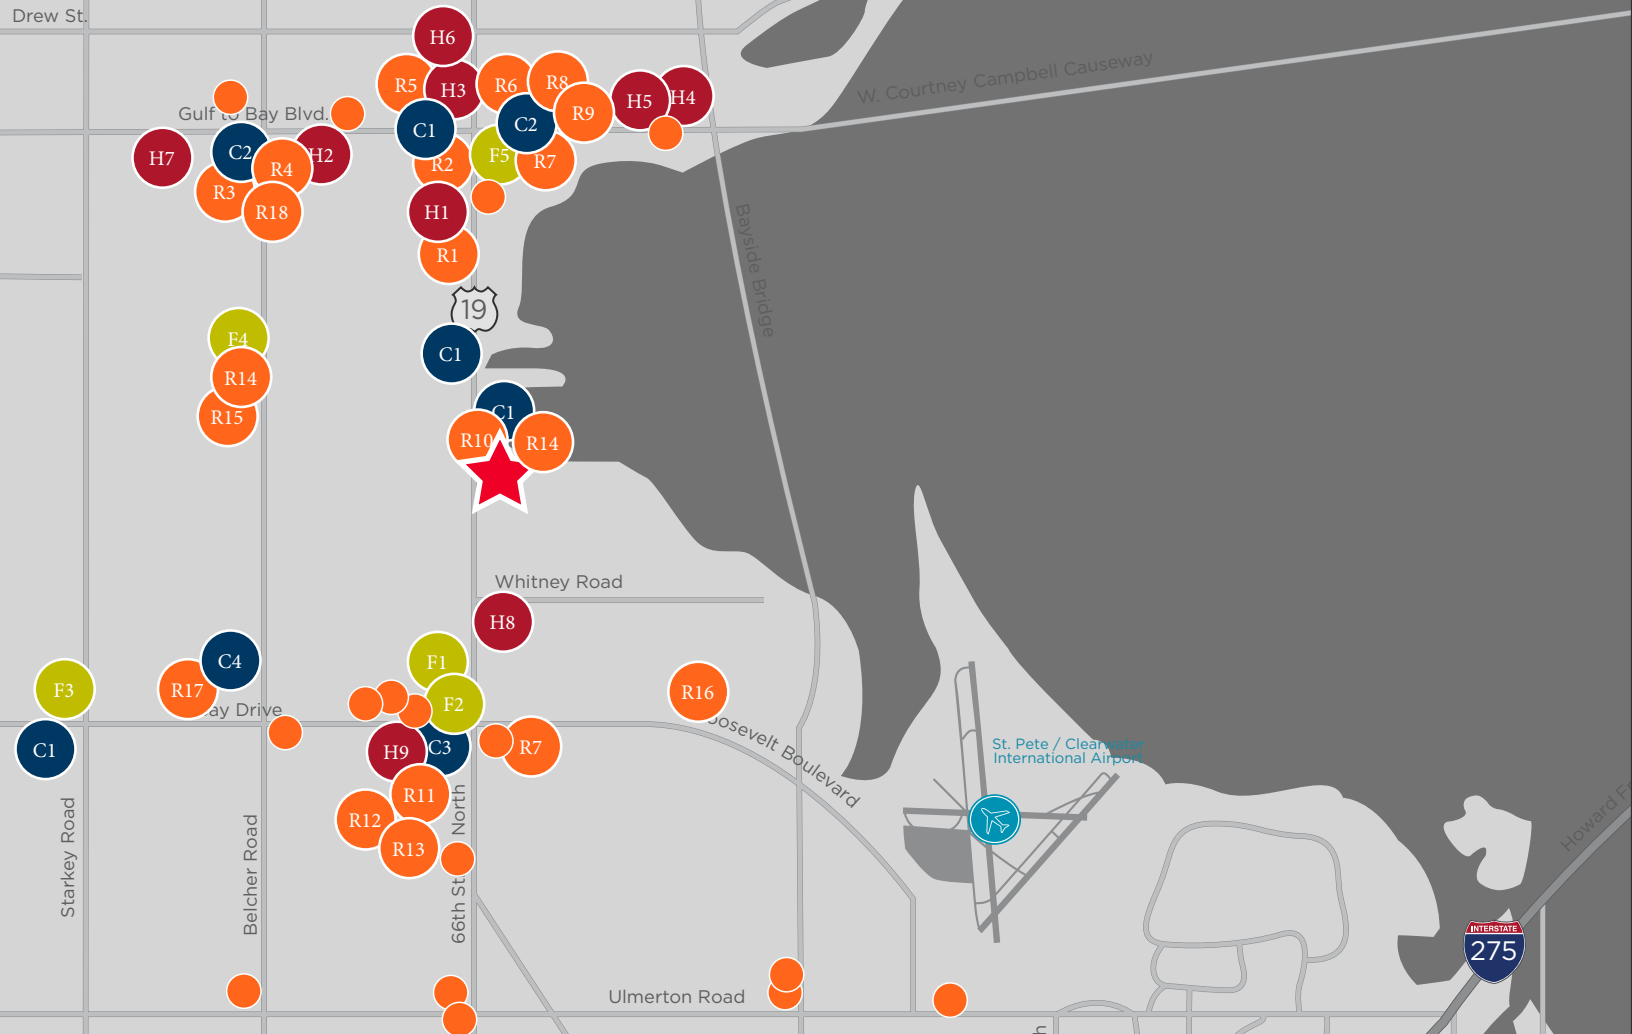 Drew St.
H6
R5
H3
R6
R8
W. Courtney Campbell Causeway
H5
H4
Gulf to Bay Blvd.
C1
C2
R9
H7
C2
R4
H2
R2
F5
R7
R3
R18
H1
Bayside Bridge
R1
19
F4
C1
R14
R15
C1
R10
R14
Whitney Road
H8
F1
C4
F3
R17
F2
R16
ay Drive
oosevelt Boulevard
C1
H9
C3
R7
St. Pete / Clearwater
International Airport
R11
R12
R13
Starkey Road
Belcher Road
66th St. North
Howard Fr
INTERSTATE
275
Ulmerton Road
h